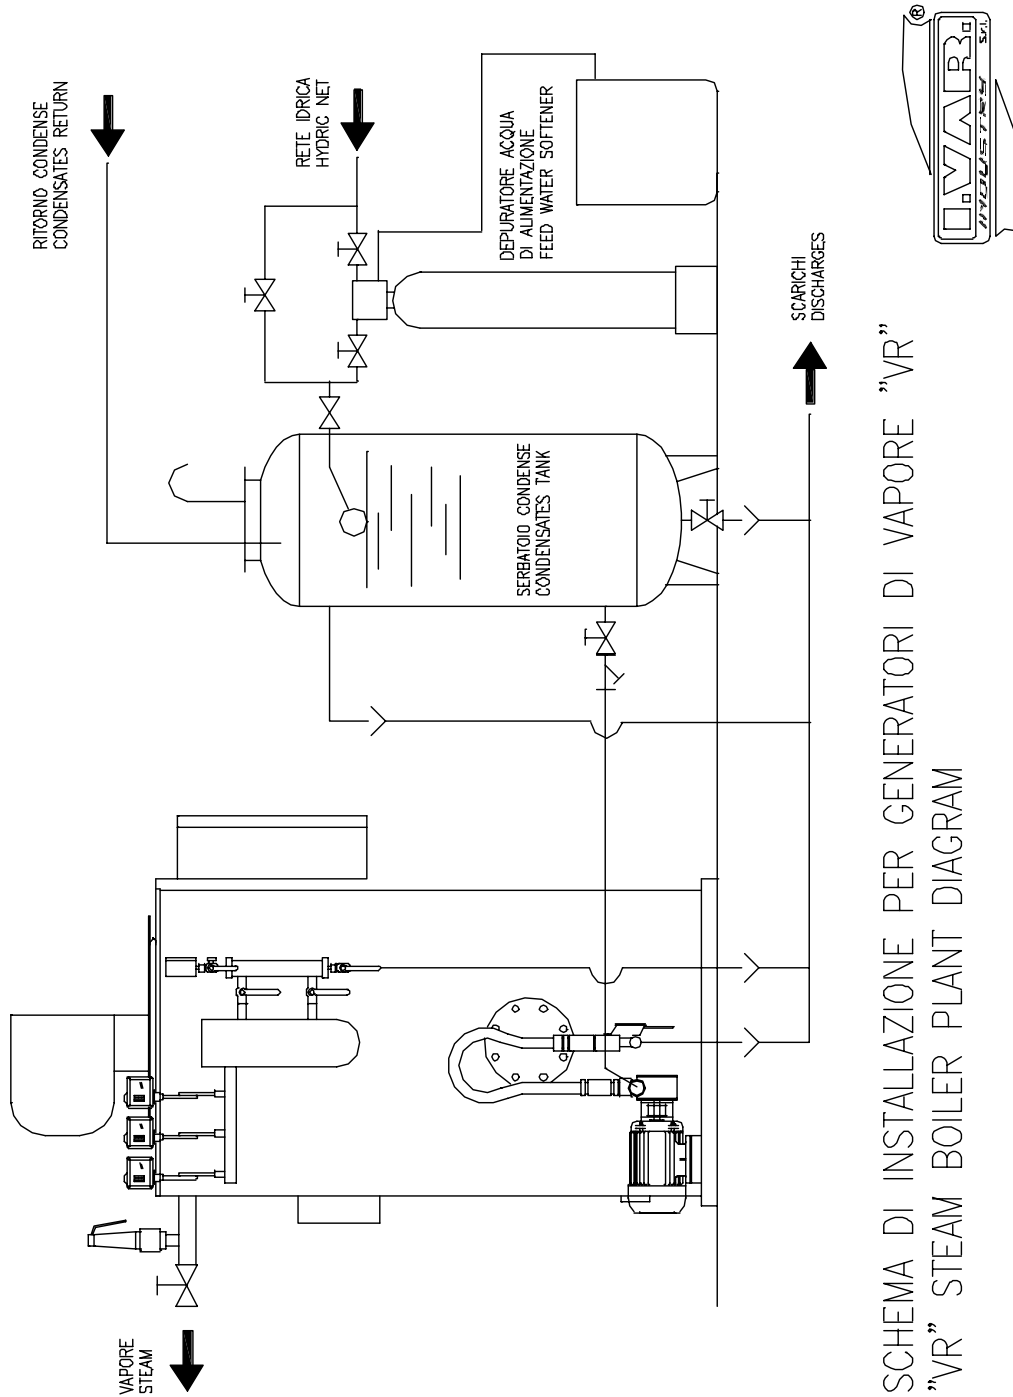 RITORNO CONDENSE
CONDENSATES RETURN
RETE IDRICA
HYDRIC NET
DEPURATORE ACQUA
DI ALIMENTAZIONE
FEED WATER SOFTENER
SERBATOIO CONDENSE
CONDENSATES TANK
SCARICHI
DISCHARGES
VAPORE
STEAM
SCHEMA DI INSTALLAZIONE PER GENERATORI DI VAPORE "VR"
"VR" STEAM BOILER PLANT DIAGRAM
I.VAR.
INDUSTRY S.r.l.
®